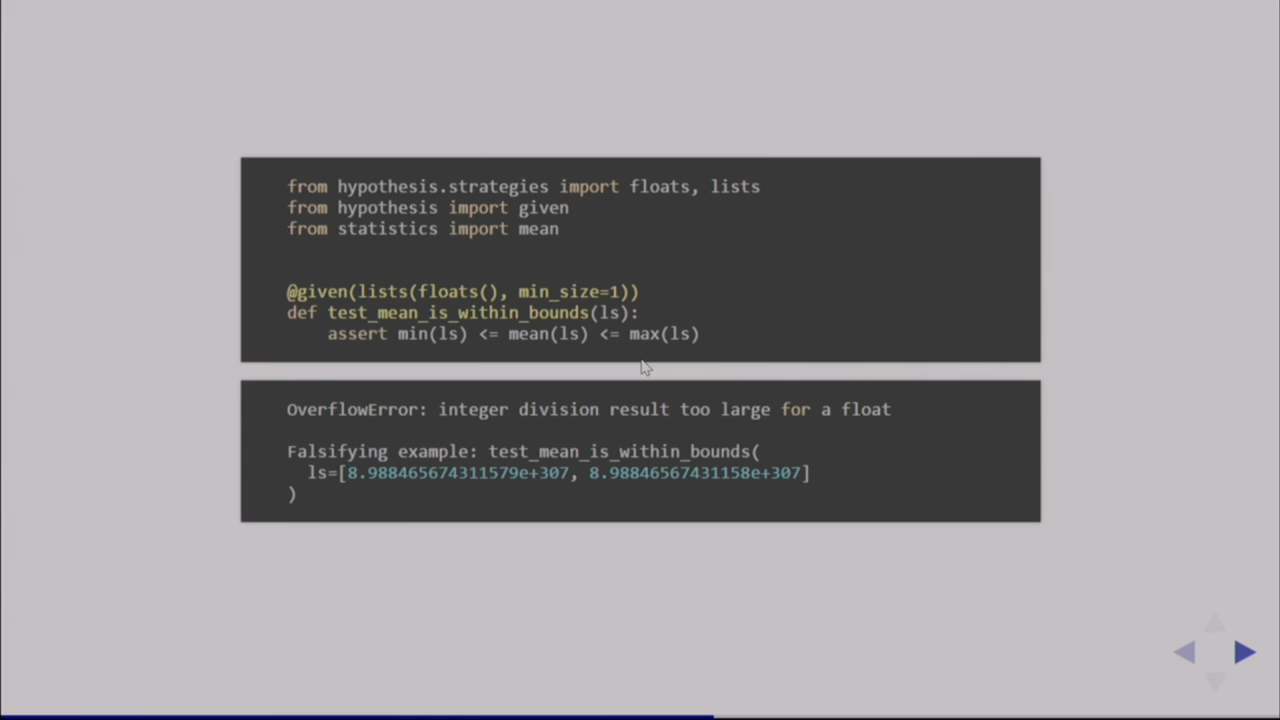 from hypothesis.strategies import floats, lists
from hypothesis import given
from statistics import mean
@given(lists(floats(), min_size=1))
def test_mean_is_within_bounds(ls):
assert min(ls) <= mean(ls) <= max(ls)
OverflowError: integer division result too large for a float
Falsifying example: test_mean_is_within_bounds(
ls=[8.988465674311579e+307, 8.98846567431158e+307]
)